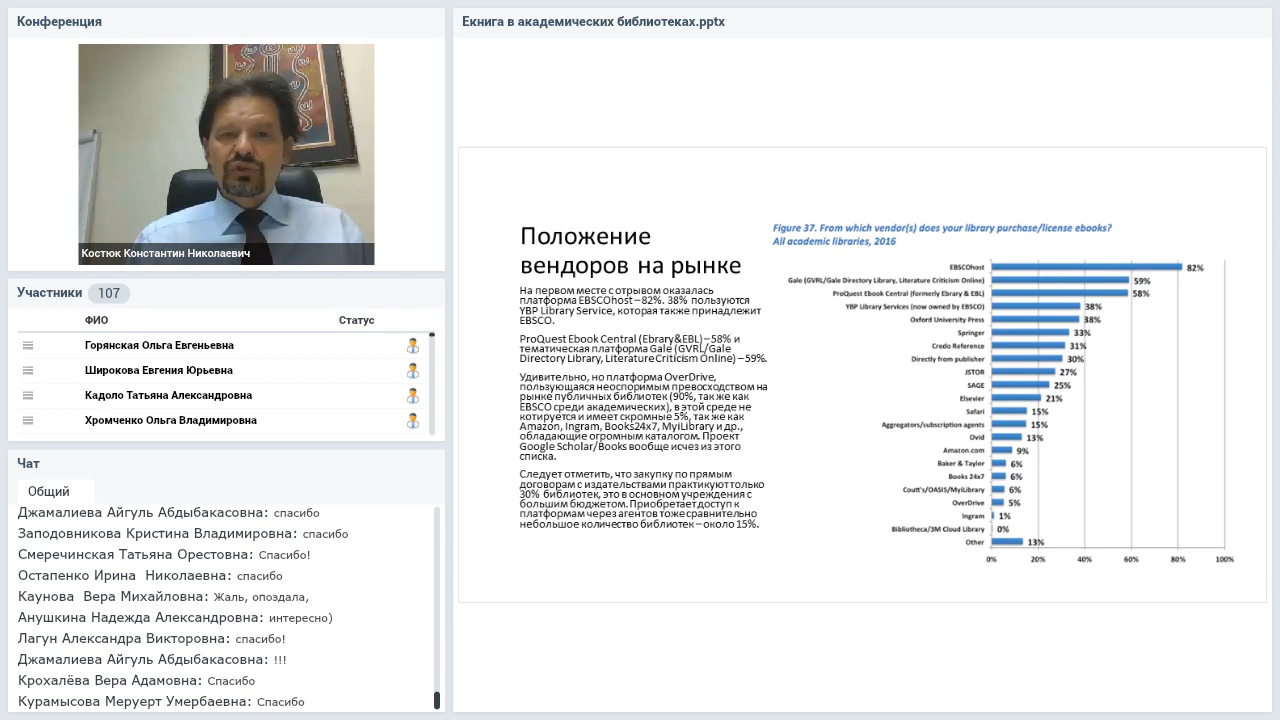 Конференция
Костюк Константин Николаевич
Участники 107
ФИО Статус
Горянская Ольга Евгеньевна
Широкова Евгения Юрьевна
Кадоло Татьяна Александровна
Хромченко Ольга Владимировна
Чат
Общий
Джамалиева Айгуль Абдыбакасовна: спасибо
Заподовникова Кристина Владимировна: спасибо
Смеречинская Татьяна Орестовна: Спасибо!
Остапенко Ирина Николаевна: спасибо
Каунова Вера Михайловна: Жаль, опоздала,
Анушкина Надежда Александровна: интересно)
Лагун Александра Викторовна: спасибо!
Джамалиева Айгуль Абдыбакасовна: !!!
Крохалёва Вера Адамовна: Спасибо
Курамысова Меруерт Умербаевна: Спасибо
Екнига в академических библиотеках.pptx
Положение
вендоров на рынке
На первом месте с отрывом оказалась
платформа EBSCOhost – 82%. 38% пользуются
YBP Library Service, которая также принадлежит
EBSCO.
ProQuest Ebook Central (Ebrary&EBL) – 58% и
тематическая платформа Gale (GVRL/Gale
Directory Library, Literature Criticism Online) – 59%.
Удивительно, но платформа OverDrive,
пользующаяся неоспоримым превосходством на
рынке публичных библиотек (90%, так же как
EBSCO среди академических), в этой среде не
котируется и имеет скромные 5%, так же как
Amazon, Ingram, Books24x7, MyiLibrary и др.,
обладающие огромным каталогом. Проект
Google Scholar/Books вообще исчез из этого
списка.
Следует отметить, что закупку по прямым
договорам с издательствами практикуют только
30% библиотек, это в основном учреждения с
большим бюджетом. Приобретает доступ к
платформам через агентов тоже сравнительно
небольшое количество библиотек – около 15%.
Figure 37. From which vendor(s) does your library purchase/license ebooks?
All academic libraries, 2016
EBSCOhost 82%
Gale (GVRL/Gale Directory Library, Literature Criticism Online) 59%
ProQuest Ebook Central (formerly Ebrary & EBL) 58%
YBP Library Services (now owned by EBSCO) 38%
Oxford University Press 38%
Springer 33%
Credo Reference 31%
Directly from publisher 30%
JSTOR 27%
SAGE 25%
Elsevier 21%
Safari 15%
Aggregators/subscription agents 15%
Ovid 13%
Amazon.com 9%
Baker & Taylor 6%
Books 24x7 6%
Coutt's/OASIS/MyiLibrary 6%
OverDrive 5%
Ingram 1%
Bibliotheca/3M Cloud Library 0%
Other 13%
0% 20% 40% 60% 80% 100%